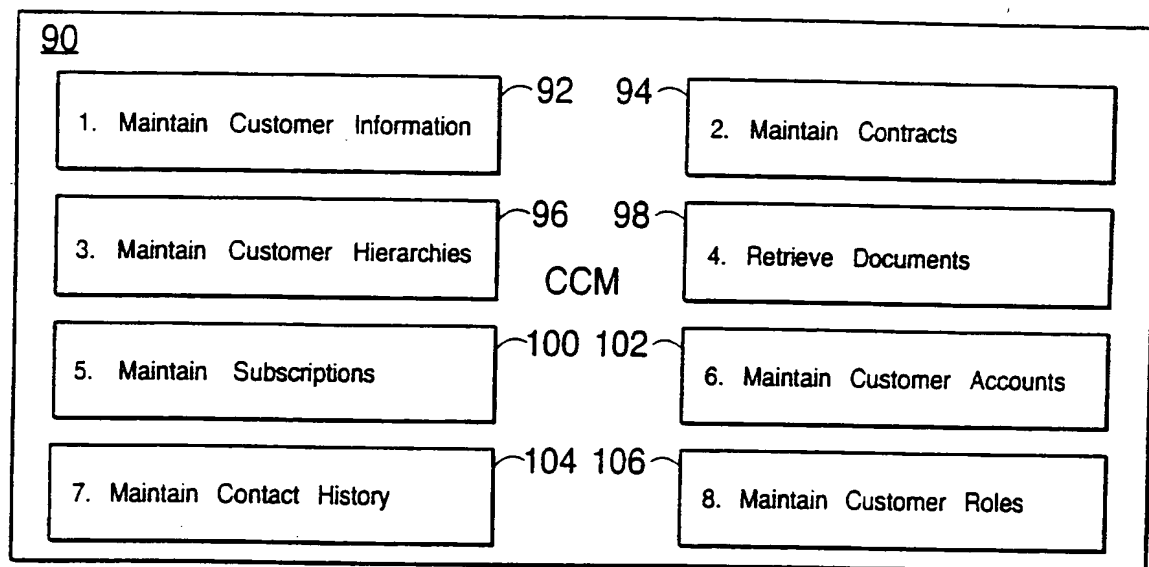 90
1. Maintain Customer Information
92
94
2. Maintain Contracts
3. Maintain Customer Hierarchies
96
98
4. Retrieve Documents
CCM
5. Maintain Subscriptions
100
102
6. Maintain Customer Accounts
7. Maintain Contact History
104
106
8. Maintain Customer Roles